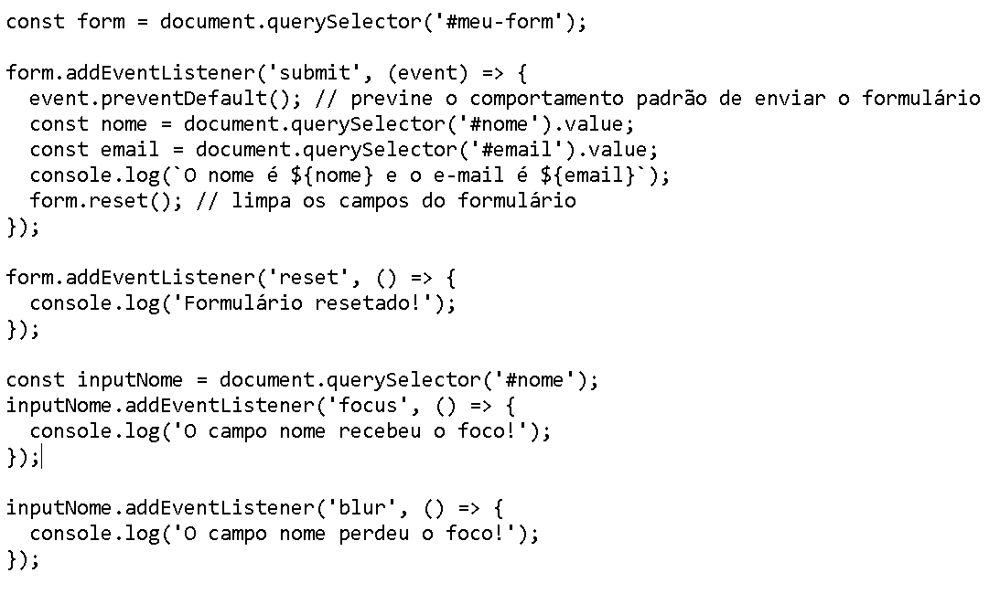 const form = document.querySelector('#meu-form');

form.addEventListener('submit', (event) => {
  event.preventDefault(); // previne o comportamento padrão de enviar o formulário
  const nome = document.querySelector('#nome').value;
  const email = document.querySelector('#email').value;
  console.log(`O nome é ${nome} e o e-mail é ${email}`);
  form.reset(); // limpa os campos do formulário
});

form.addEventListener('reset', () => {
  console.log('Formulário resetado!');
});

const inputNome = document.querySelector('#nome');
inputNome.addEventListener('focus', () => {
  console.log('O campo nome recebeu o foco!');
});

inputNome.addEventListener('blur', () => {
  console.log('O campo nome perdeu o foco!');
});